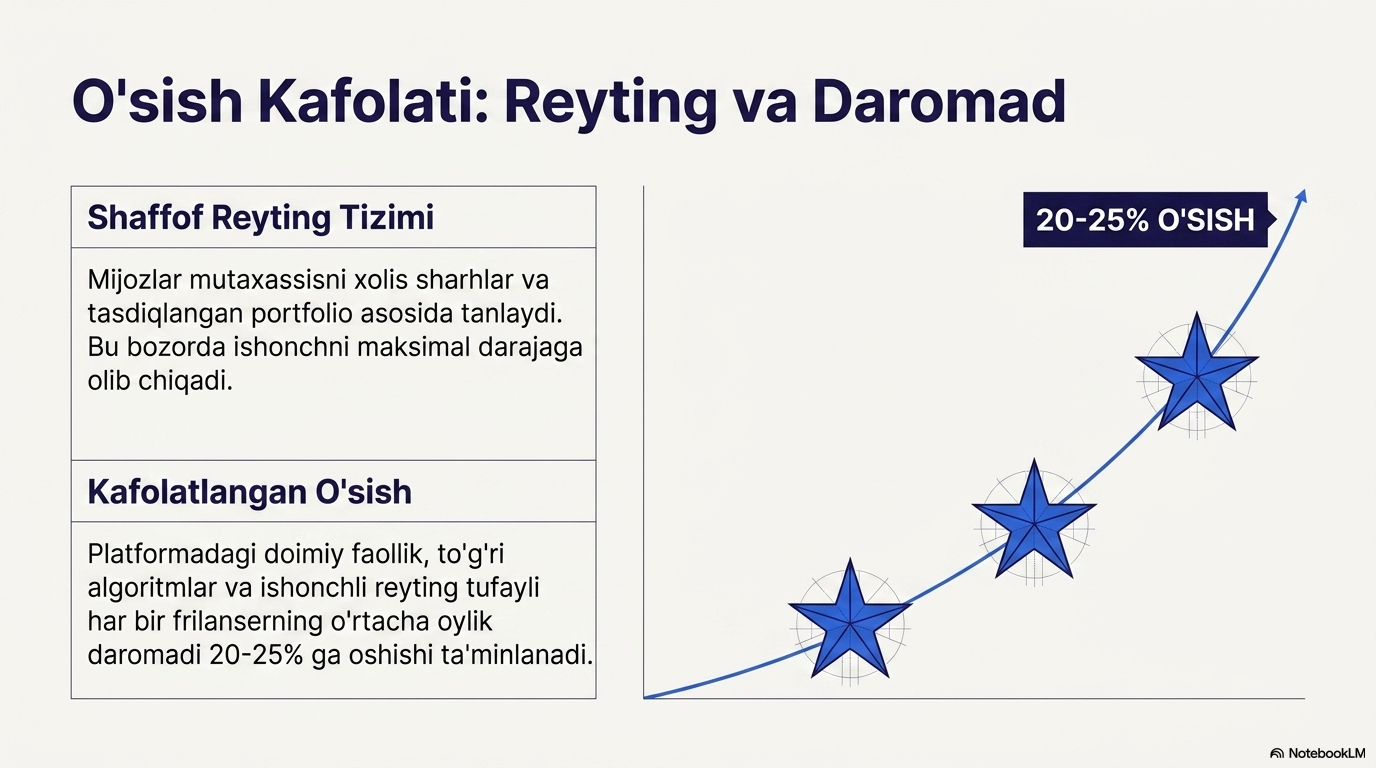 O'sish Kafolati: Reyting va Daromad
Shaffof Reyting Tizimi
Mijozlar mutaxassisni xolis sharhlar va
tasdiqlangan portfolio asosida tanlaydi.
Bu bozorda ishonchni maksimal darajaga
olib chiqadi.
Kafolatlangan O'sish
Platformadagi doimiy faollik, to'g'ri
algoritmlar va ishonchli reyting tufayli
har bir frilanserning o'rtacha oylik
daromadi 20-25% ga oshishi ta'minlanadi.
20-25% O'SISH
NotebookLM